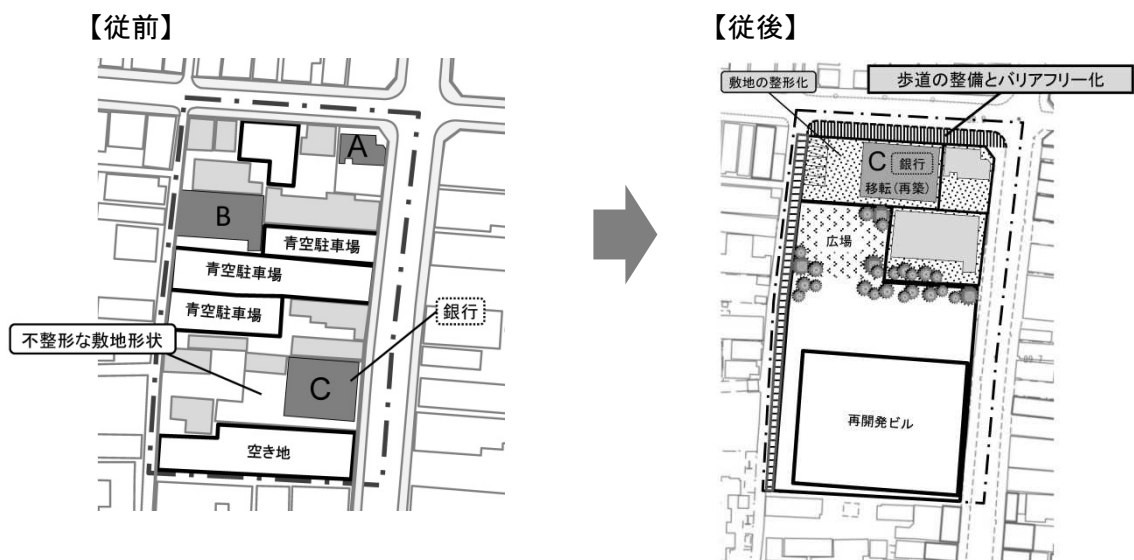 【従前】
A
B
青空駐車場
青空駐車場
青空駐車場
銀行
不整形な敷地形状
C
空き地
【従後】
敷地の整形化
歩道の整備とバリアフリー化
C 銀行
移転(再築)
広場
再開発ビル